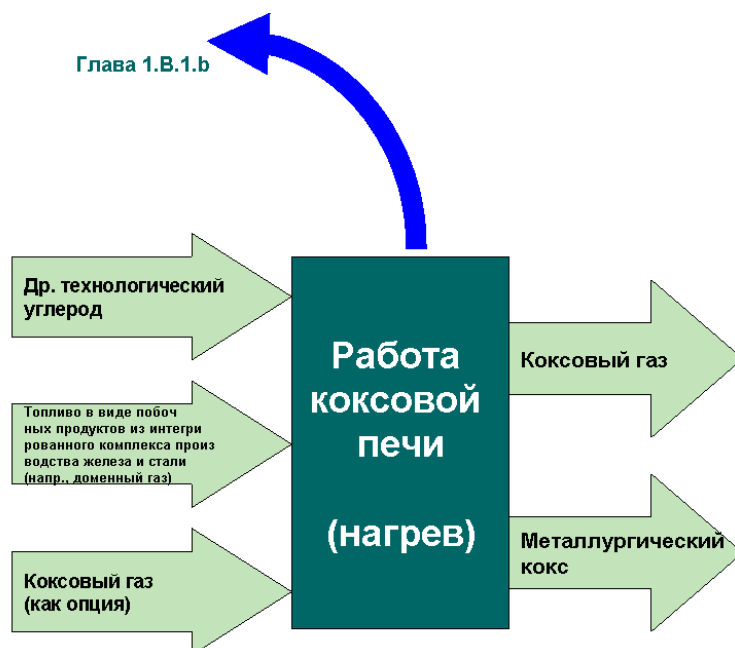 Глава 1.B.1.b
Др. технологический
углерод
Топливо в виде побоч
ных продуктов из интегри
рованного комплекса произ
водства железа и стали
(напр., доменный газ)
Коксовый газ
(как опция)
Работа
коксовой
печи
(нагрев)
Коксовый газ
Металлургический
кокс